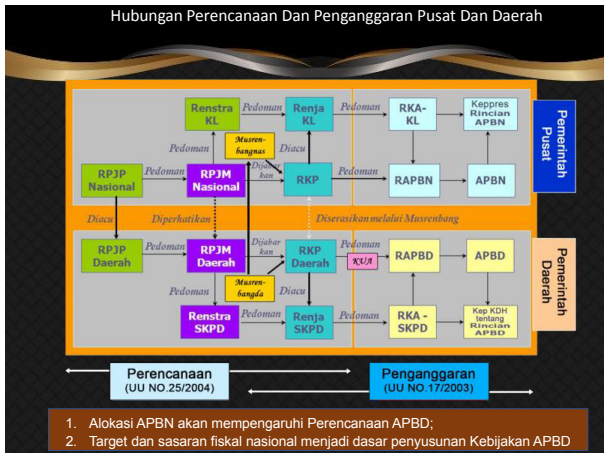 Hubungan Perencanaan Dan Penganggaran Pusat Dan Daerah
Renstra
KL
Pedoman
Renja
KL
Pedoman
RKA-
KL
Keppres
Rincian
APBN
Pemerintah
Pusat
Pedoman
Musren-
bangnas
Diacu
RPJP
Nasional
Pedoman
RPJM
Nasional
Dijabar
kan
RKP
Pedoman
RAPBN
APBN
Diacu
Diperhatikan
Diserasikan melalui Musrenbang
RPJP
Daerah
Pedoman
RPJM
Daerah
Dijabar
kan
RKP
Daerah
Pedoman
KUA
RAPBD
APBD
Pemerintah
Daerah
Pedoman
Musren-
bangda
Diacu
Renstra
SKPD
Pedoman
Renja
SKPD
Pedoman
RKA -
SKPD
Kep KDH
tentang
Rincian
APBD
Perencanaan
(UU NO.25/2004)
Penganggaran
(UU NO.17/2003)
1. Alokasi APBN akan mempengaruhi Perencanaan APBD;
2. Target dan sasaran fiskal nasional menjadi dasar penyusunan Kebijakan APBD